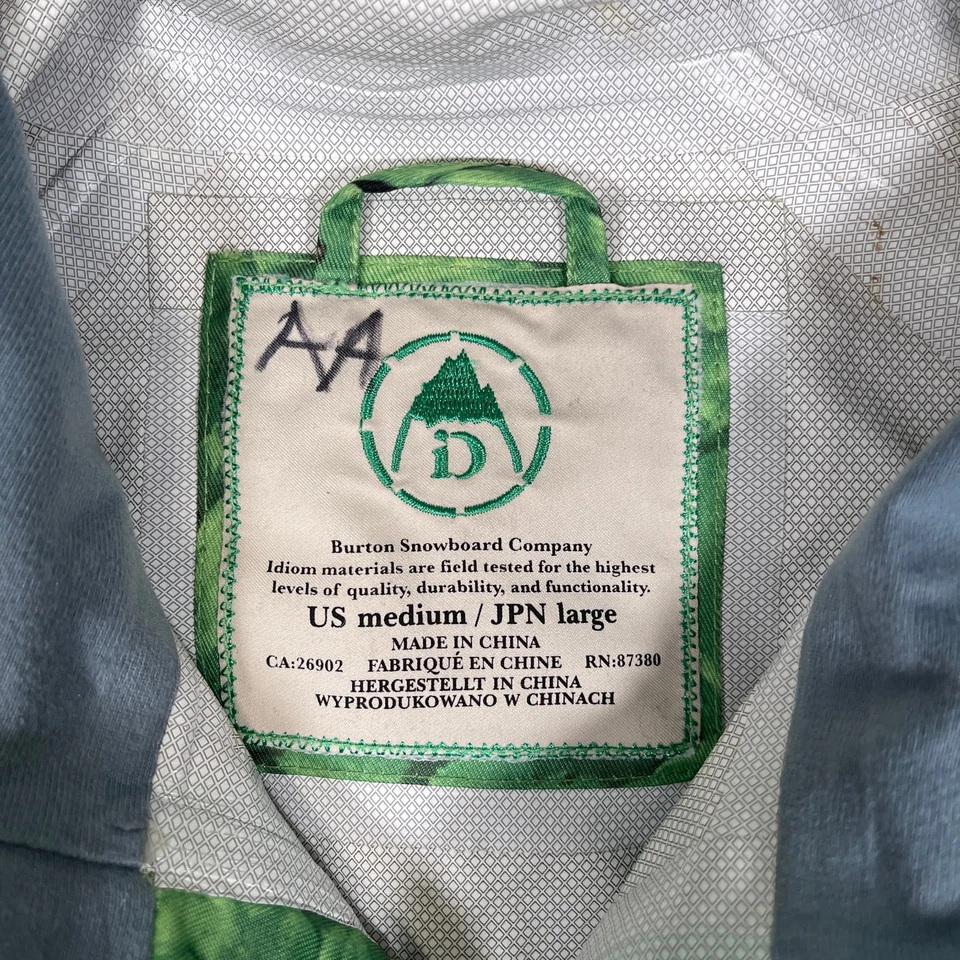 AA
iD
Burton Snowboard Company
Idiom materials are field tested for the highest
levels of quality, durability, and functionality.
US medium / JPN large
MADE IN CHINA
CA:26902 FABRIQUÉ EN CHINE RN:87380
HERGESTELLT IN CHINA
WYPRODUKOWANO W CHINACH